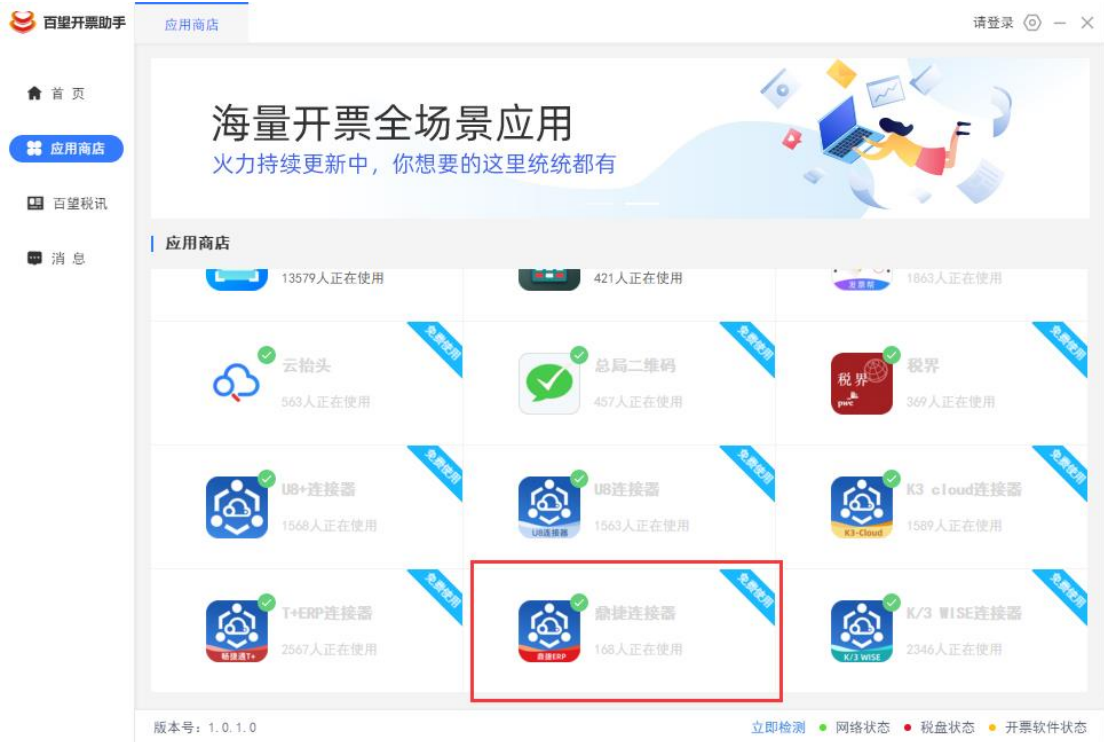 百望开票助手
应用商店
请登录
首 页
应用商店
百望税讯
消 息
海量开票全场景应用
火力持续更新中，你想要的这里统统都有
应用商店
13579人正在使用
421人正在使用
发票帮
1863人正在使用
免费使用
免费使用
免费使用
云抬头
563人正在使用
总局二维码
457人正在使用
税界
pwc
税界
369人正在使用
免费使用
免费使用
免费使用
U8+连接器
1568人正在使用
U8连接器
U8连接器
1563人正在使用
K3-Cloud
K3 cloud连接器
1589人正在使用
免费使用
免费使用
免费使用
畅捷通T+
T+ERP连接器
2567人正在使用
鼎捷ERP
鼎捷连接器
168人正在使用
K/3 WISE
K/3 WISE连接器
2346人正在使用
版本号：1.0.1.0
立即检测
网络状态
税盘状态
开票软件状态